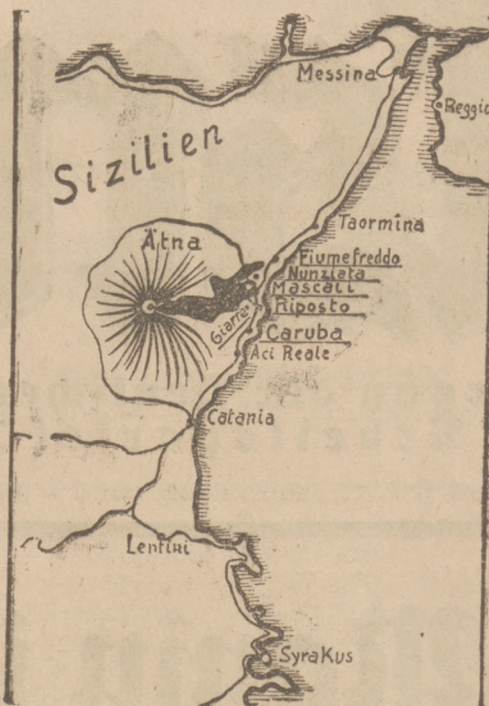 Messina
Reggio
Sizilien
Taormina
Ätna
Fiumefreddo
Nunziata
Mascali
Riposto
Giarre
Caruba
Aci Reale
Catania
Lentini
Syrakus